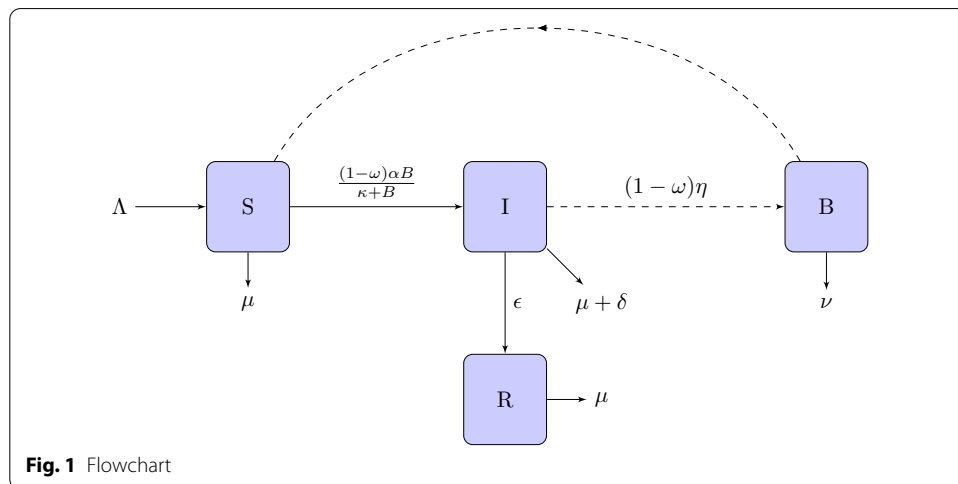 (1−ω)αB
κ+B
(1 − ω)η
Λ
S
I
B
μ
ϵ
μ + δ
ν
R
μ
Fig. 1 Flowchart